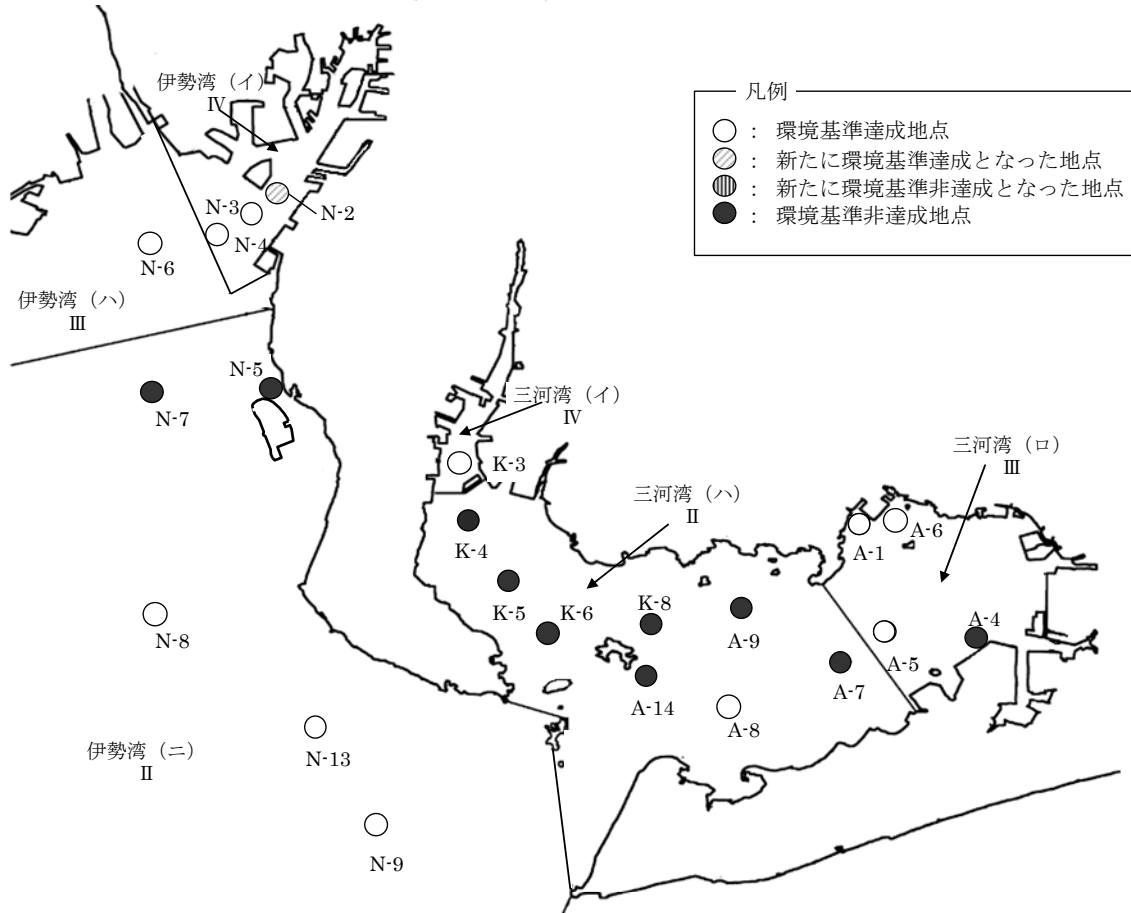 伊勢湾（イ）
Ⅳ
凡例
○ ： 環境基準達成地点
： 新たに環境基準達成となった地点
： 新たに環境基準非達成となった地点
● ： 環境基準非達成地点
N-3
N-2
N-4
N-6
伊勢湾（ハ）
Ⅲ
N-5
N-7
三河湾（イ）
Ⅳ
K-3
三河湾（ロ）
Ⅲ
三河湾（ハ）
Ⅱ
A-6
A-1
K-4
K-5
K-6
K-8
A-9
A-4
A-5
A-7
N-8
A-14
A-8
伊勢湾（ニ）
Ⅱ
N-13
N-9